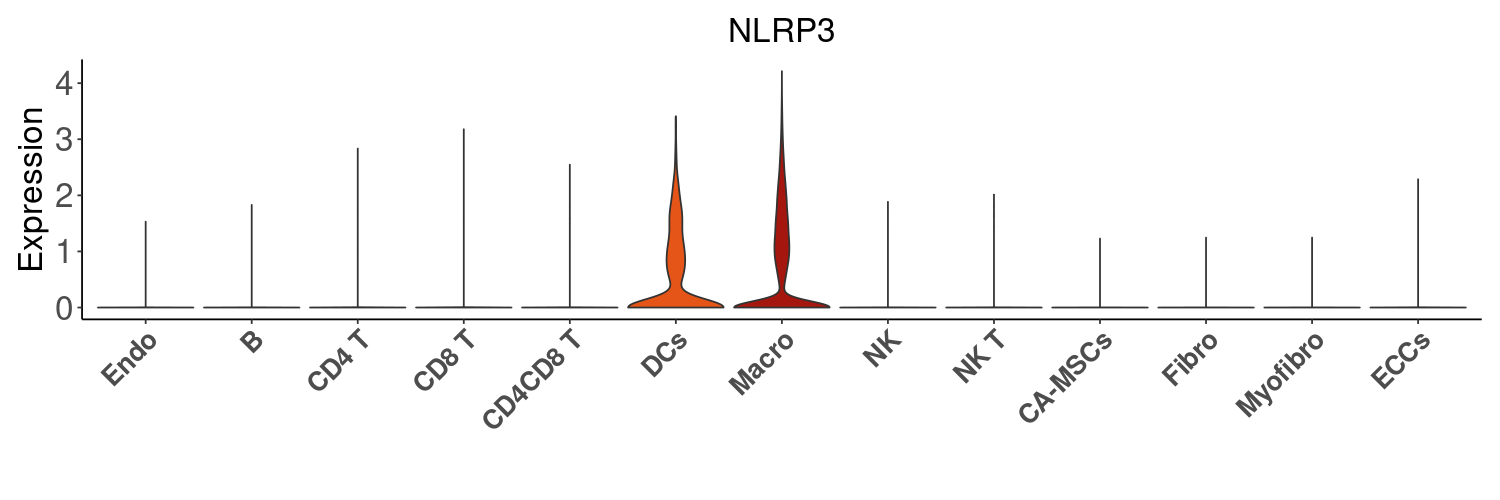 NLRP3
Expression
4
3
2
1
0
Endo
B
CD4 T
CD8 T
CD4CD8 T
DCs
Macro
NK
NK T
CA-MSCs
Fibro
Myofibro
ECCs